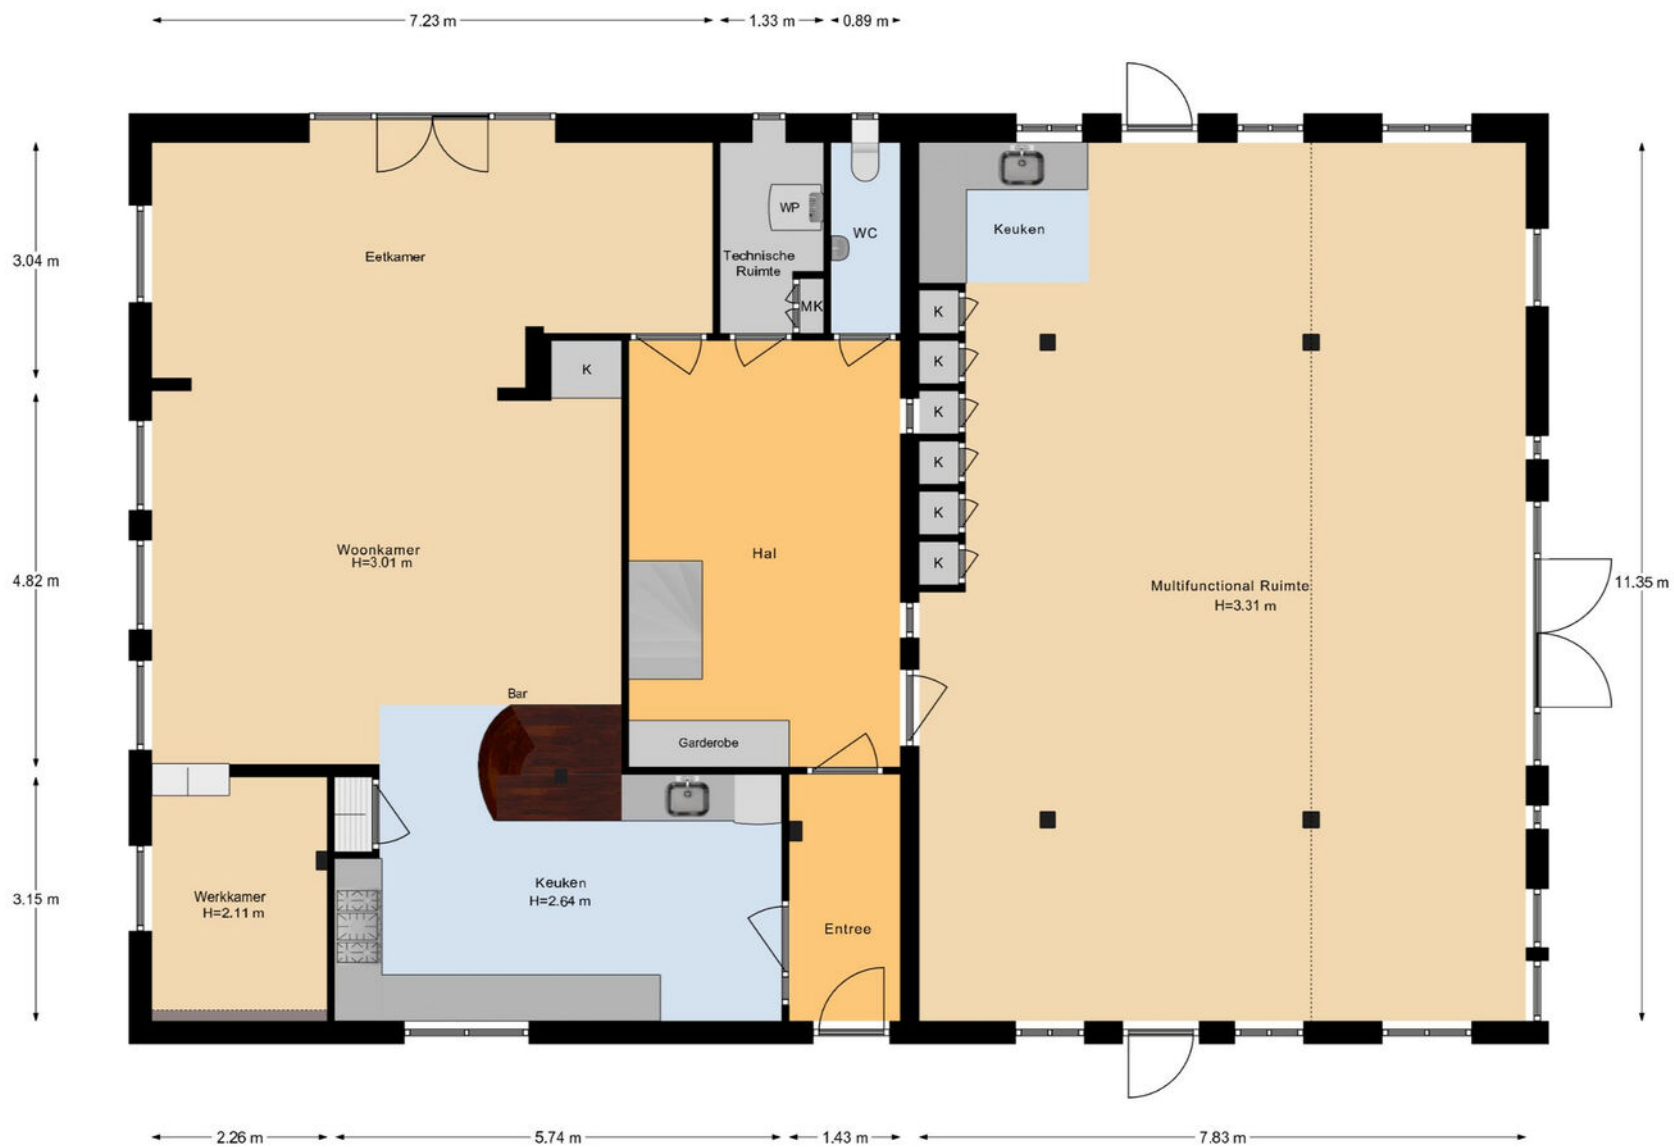 7.23 m
1.33 m
0.89 m
3.04 m
Eetkamer
WP
Technische
Ruimte
MK
WC
Keuken
K
K
K
K
K
K
K
4.82 m
Woonkamer
H=3.01 m
Hal
Multifunctional Ruimte
H=3.31 m
11.35 m
Bar
Garderobe
3.15 m
Werkkamer
H=2.11 m
Keuken
H=2.64 m
Entree
2.26 m
5.74 m
1.43 m
7.83 m